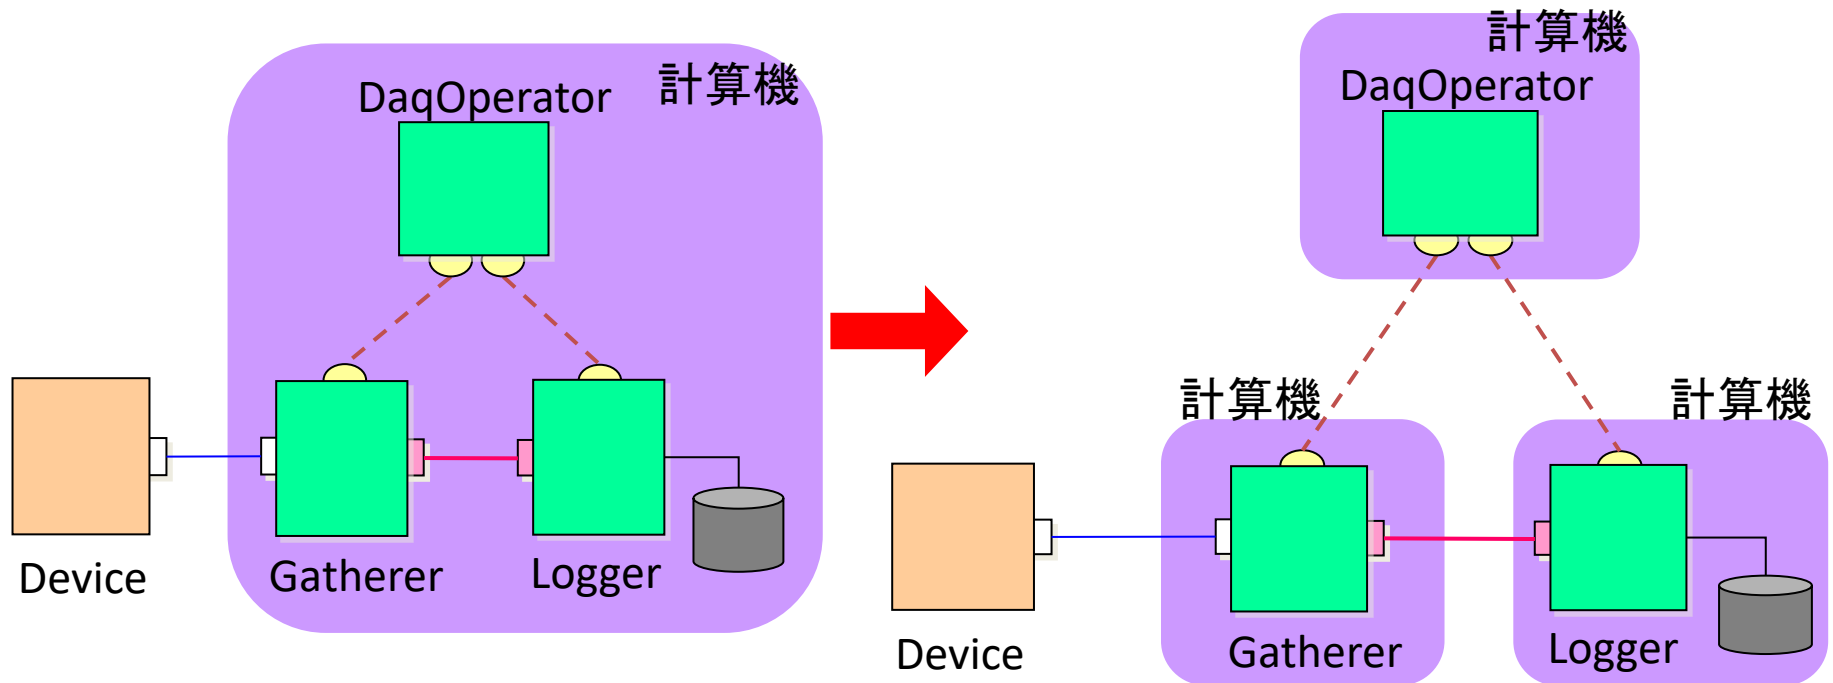 計算機
DaqOperator
Device
Gatherer
Logger
計算機
DaqOperator
計算機
計算機
Device
Gatherer
Logger